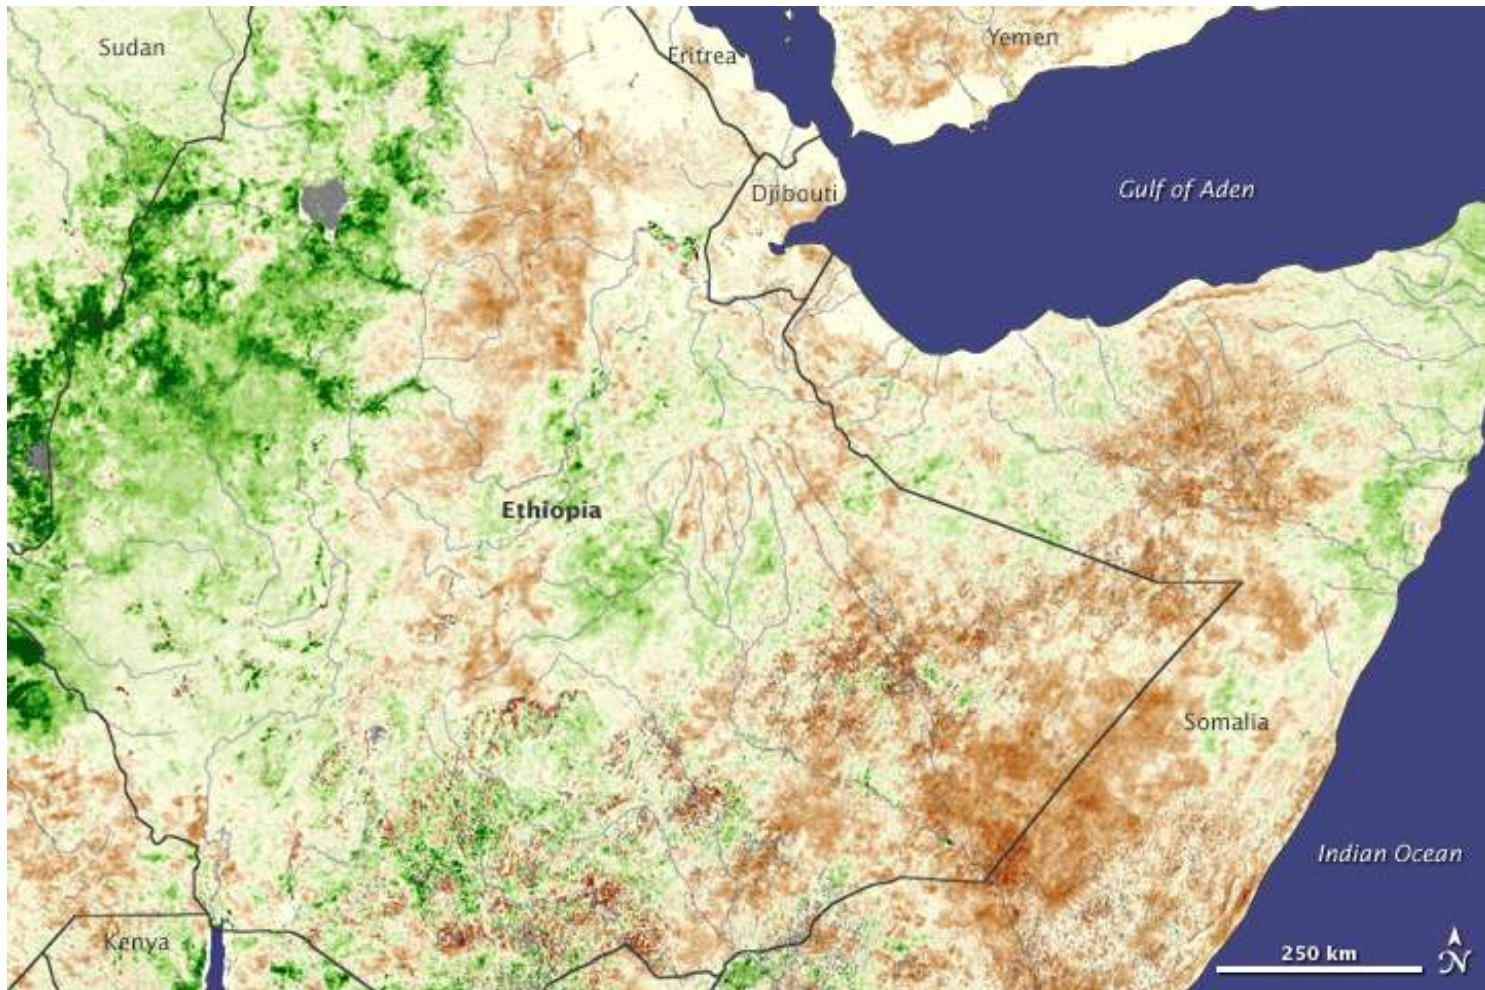 Sudan
Eritrea
Yemen
Djibouti
Gulf of Aden
Ethiopia
Somalia
Indian Ocean
Kenya
250 km
N